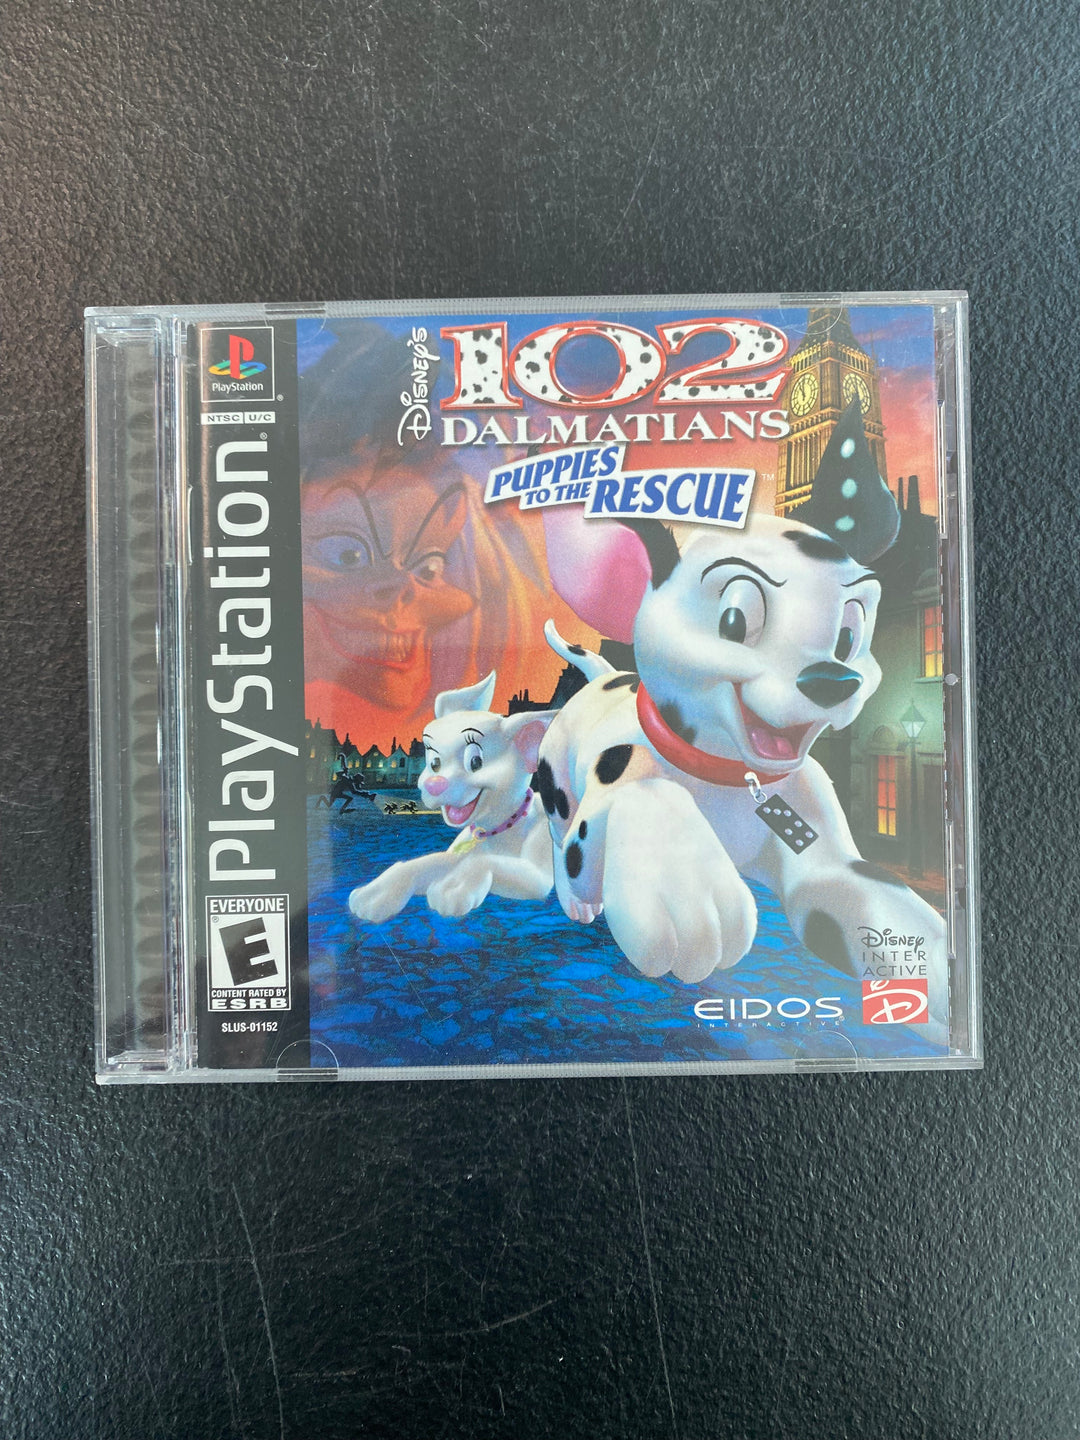 PlayStation
®
NTSC U/C
PlayStation®
EVERYONE
E
®
CONTENT RATED BY
ESRB
SLUS-01152
DISNEY'S
102
DALMATIANS
PUPPIES
TO THE RESCUE
TM
EIDOS
INTERACTIVE
DISNEY
INTER
ACTIVE
D